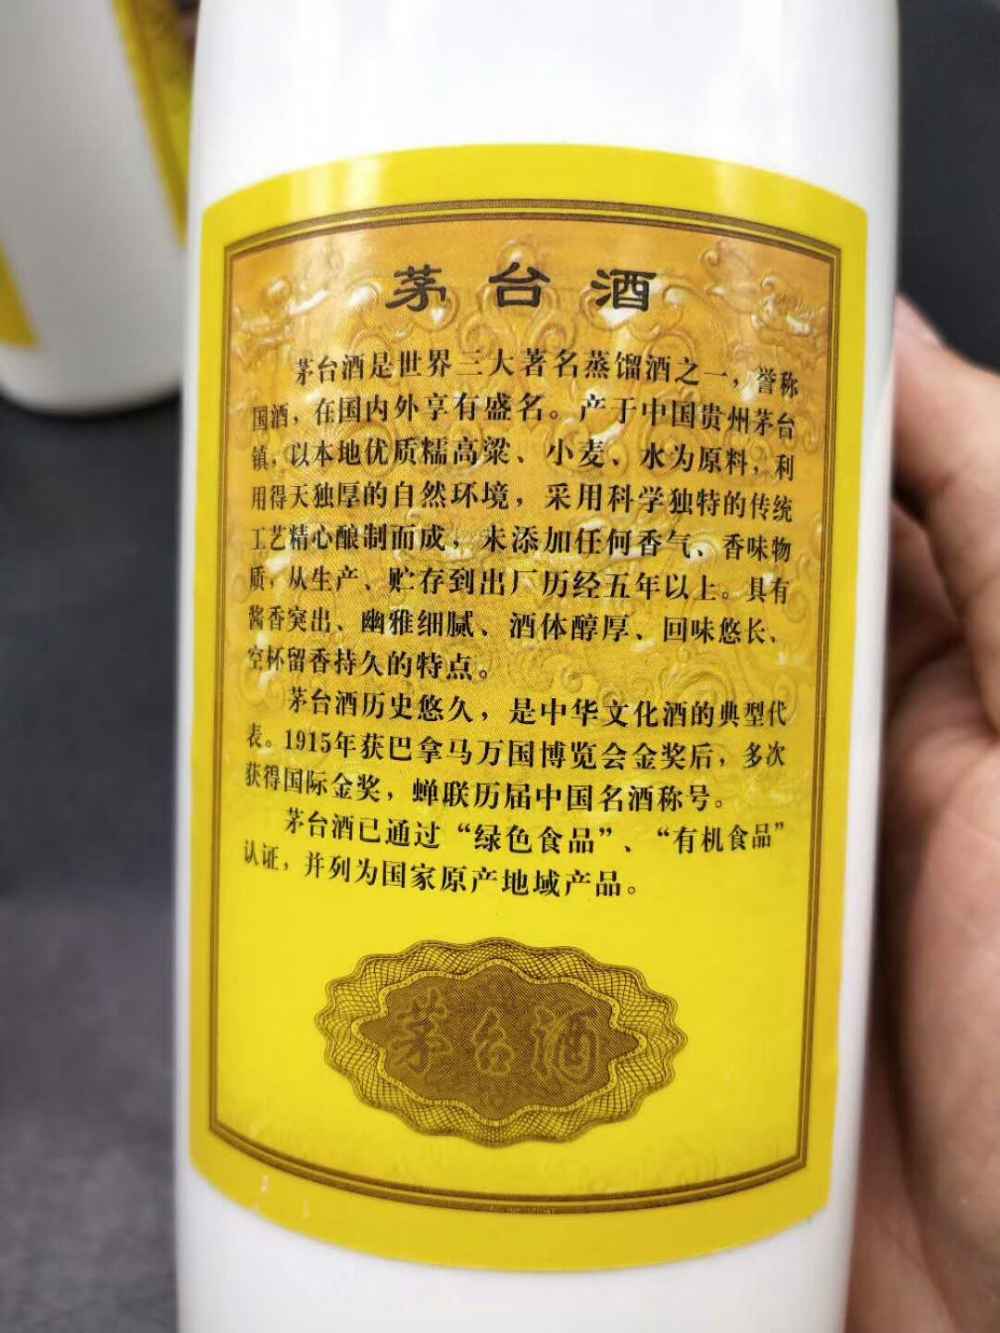 茅台酒
茅台酒是世界三大著名蒸馏酒之一，誉称
国酒，在国内外享有盛名。产于中国贵州茅台
镇，以本地优质糯高粱、小麦、水为原料，利
用得天独厚的自然环境，采用科学独特的传统
工艺精心酿制而成，未添加任何香气、香味物
质，从生产、贮存到出厂历经五年以上。具有
酱香突出、幽雅细腻、酒体醇厚、回味悠长、
空杯留香持久的特点。
茅台酒历史悠久，是中华文化酒的典型代
表。1915年获巴拿马万国博览会金奖后，多次
获得国际金奖，蝉联历届中国名酒称号。
茅台酒已通过“绿色食品”、“有机食品”
认证，并列为国家原产地域产品。
茅台酒